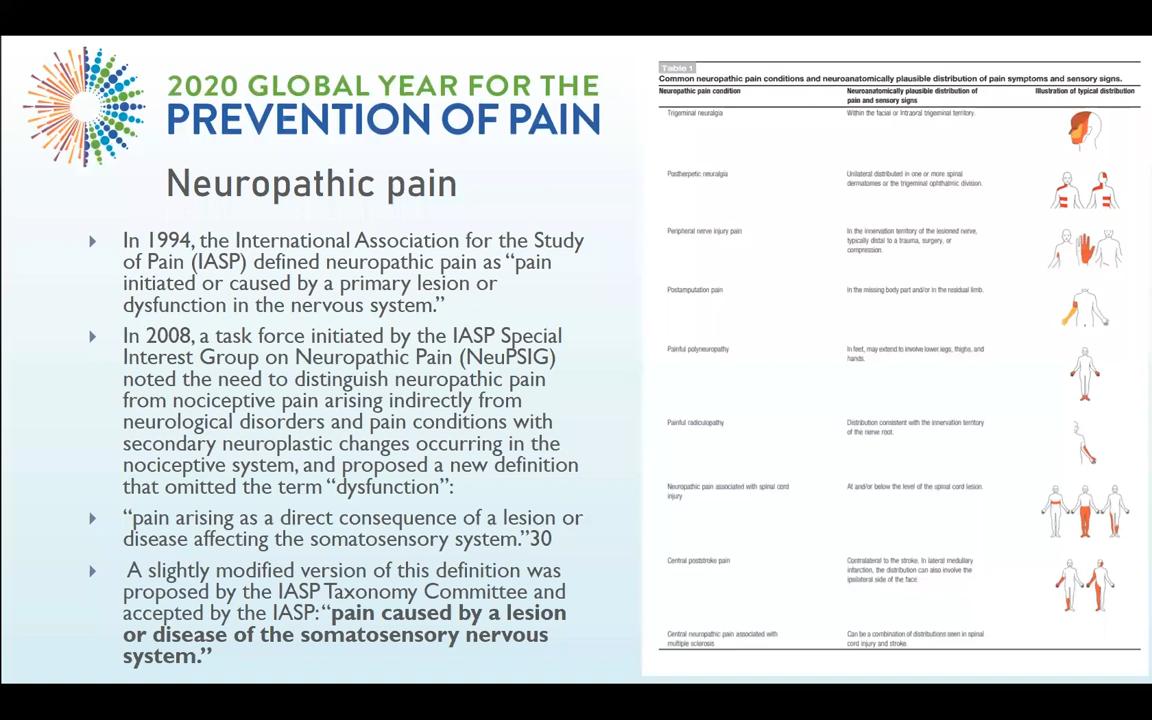 2020 GLOBAL YEAR FOR THE
PREVENTION OF PAIN
Neuropathic pain
In 1994, the International Association for the Study
of Pain (IASP) defined neuropathic pain as “pain
initiated or caused by a primary lesion or
dysfunction in the nervous system.”
In 2008, a task force initiated by the IASP Special
Interest Group on Neuropathic Pain (NeuPSIG)
noted the need to distinguish neuropathic pain
from nociceptive pain arising indirectly from
neurological disorders and pain conditions with
secondary neuroplastic changes occurring in the
nociceptive system, and proposed a new definition
that omitted the term “dysfunction”:
“pain arising as a direct consequence of a lesion or
disease affecting the somatosensory system.”30
A slightly modified version of this definition was
proposed by the IASP Taxonomy Committee and
accepted by the IASP: “pain caused by a lesion
or disease of the somatosensory nervous
system.”
Table 1
Common neuropathic pain conditions and neuroanatomically plausible distribution of pain symptoms and sensory signs.
Neuropathic pain condition
Neuroanatomically plausible distribution of
pain and sensory signs
Illustration of typical distribution
Trigeminal neuralgia
Within the facial or intraoral trigeminal territory.
Postherpetic neuralgia
Unilateral distributed in one or more spinal
dermatomes or the trigeminal ophthalmic division.
Peripheral nerve injury pain
In the innervation territory of the lesioned nerve,
typically distal to a trauma, surgery, or
compression.
Postamputation pain
In the missing body part and/or in the residual limb.
Painful polyneuropathy
In feet, may extend to involve lower legs, thighs, and
hands.
Painful radiculopathy
Distribution consistent with the innervation territory
of the nerve root.
Neuropathic pain associated with spinal cord
injury
At and/or below the level of the spinal cord lesion.
Central poststroke pain
Contralateral to the stroke. In lateral medullary
infarction, the distribution can also involve the
ipsilateral side of the face.
Central neuropathic pain associated with
multiple sclerosis
Can be a combination of distributions seen in spinal
cord injury and stroke.